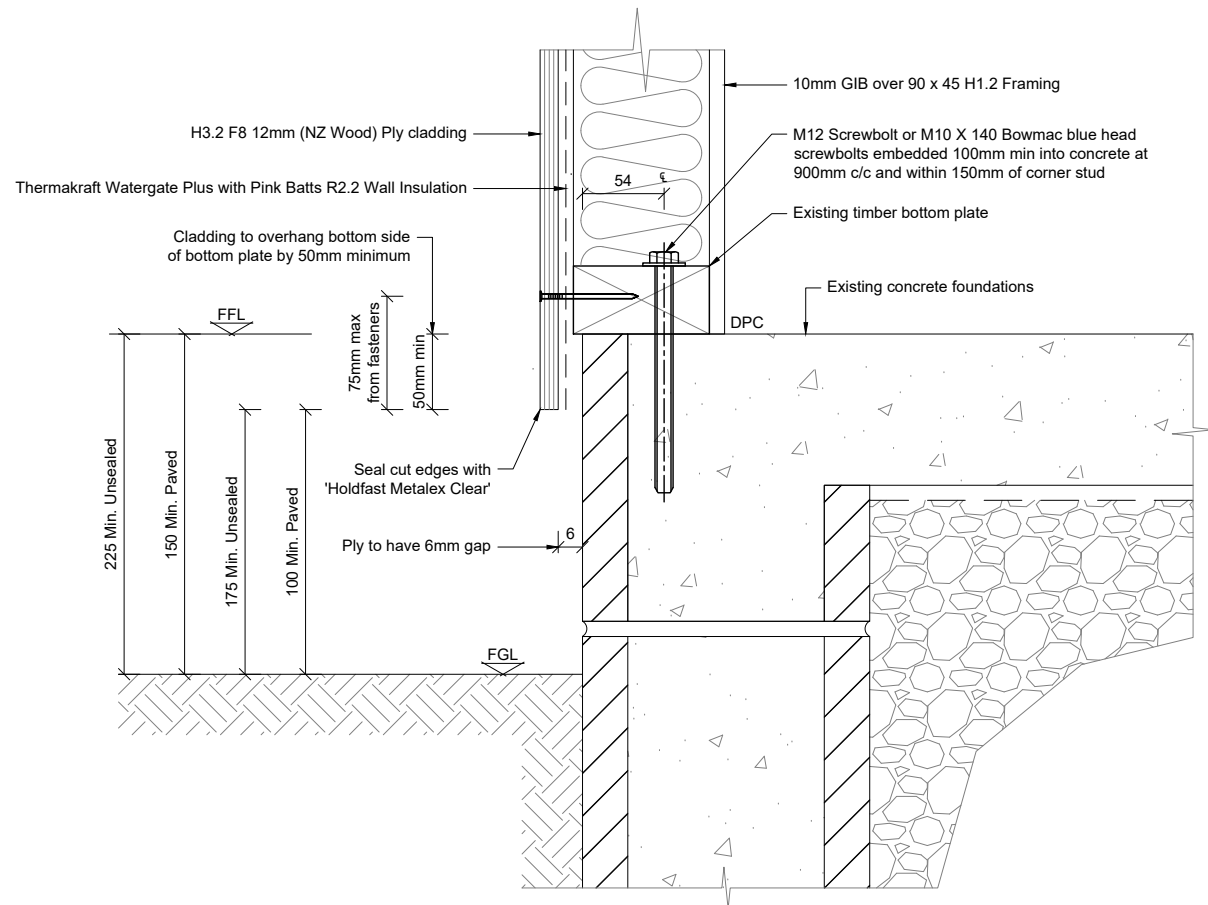 10mm GIB over 90 x 45 H1.2 Framing
H3.2 F8 12mm (NZ Wood) Ply cladding
M12 Screwbolt or M10 X 140 Bowmac blue head
screwbolts embedded 100mm min into concrete at
900mm c/c and within 150mm of corner stud
Thermakraft Watergate Plus with Pink Batts R2.2 Wall Insulation
54
℄
Existing timber bottom plate
Cladding to overhang bottom side
of bottom plate by 50mm minimum
Existing concrete foundations
FFL
DPC
75mm max
from fasteners
50mm min
225 Min. Unsealed
150 Min. Paved
175 Min. Unsealed
100 Min. Paved
Seal cut edges with
'Holdfast Metalex Clear'
6
Ply to have 6mm gap
FGL